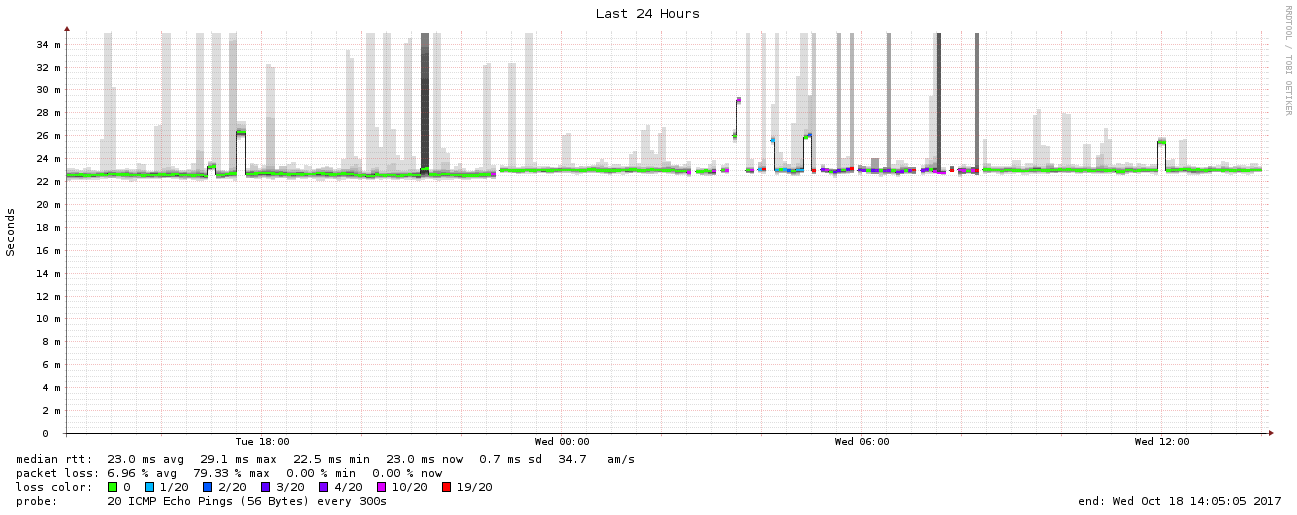 Last 24 Hours
RRDTOOL / TOBI OETIKER
Seconds
34 m
32 m
30 m
28 m
26 m
24 m
22 m
20 m
18 m
16 m
14 m
12 m
10 m
8 m
6 m
4 m
2 m
0
Tue 18:00 Wed 00:00 Wed 06:00 Wed 12:00
median rtt: 23.0 ms avg 29.1 ms max 22.5 ms min 23.0 ms now 0.7 ms sd 34.7 am/s
packet loss: 6.96 % avg 79.33 % max 0.00 % min 0.00 % now
loss color: 0 1/20 2/20 3/20 4/20 10/20 19/20
probe: 20 ICMP Echo Pings (56 Bytes) every 300s end: Wed Oct 18 14:05:05 2017